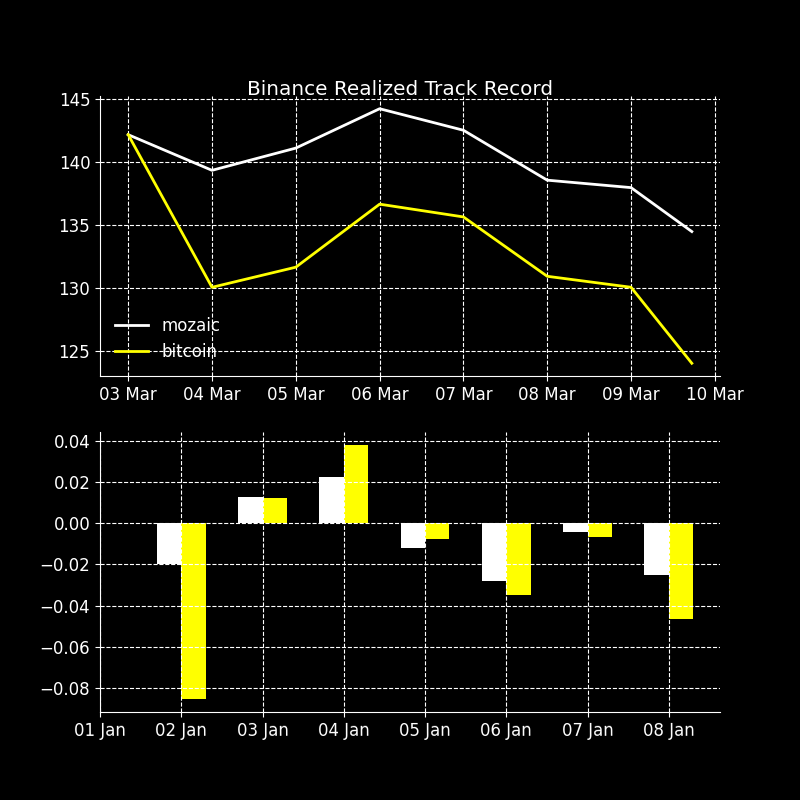 Binance Realized Track Record
145
140
135
130
125
mozaic
bitcoin
03 Mar 04 Mar 05 Mar 06 Mar 07 Mar 08 Mar 09 Mar 10 Mar
0.04
0.02
0.00
−0.02
−0.04
−0.06
−0.08
01 Jan 02 Jan 03 Jan 04 Jan 05 Jan 06 Jan 07 Jan 08 Jan